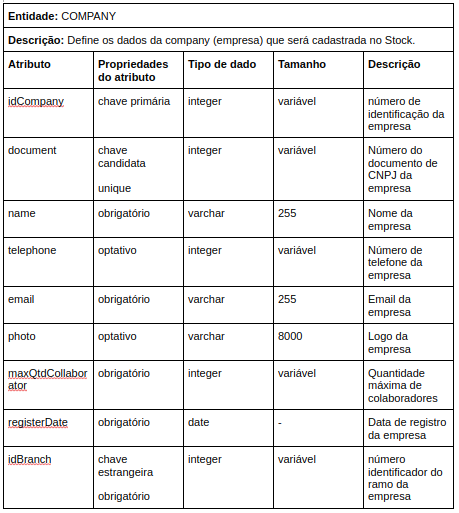 Entidade: COMPANY
Descrição: Define os dados da company (empresa) que será cadastrada no Stock.
Atributo
Propriedades
do atributo
Tipo de dado
Tamanho
Descrição
idCompany
chave primária
integer
variável
número de
identificação da
empresa
document
chave
candidata
unique
integer
variável
Número do
documento de
CNPJ da
empresa
name
obrigatório
varchar
255
Nome da
empresa
telephone
optativo
integer
variável
Número de
telefone da
empresa
email
obrigatório
varchar
255
Email da
empresa
photo
optativo
varchar
8000
Logo da
empresa
maxQtdCollabor
ator
obrigatório
integer
variável
Quantidade
máxima de
colaboradores
registerDate
obrigatório
date
-
Data de registro
da empresa
idBranch
chave
estrangeira
obrigatório
integer
variável
número
identificador do
ramo da
empresa